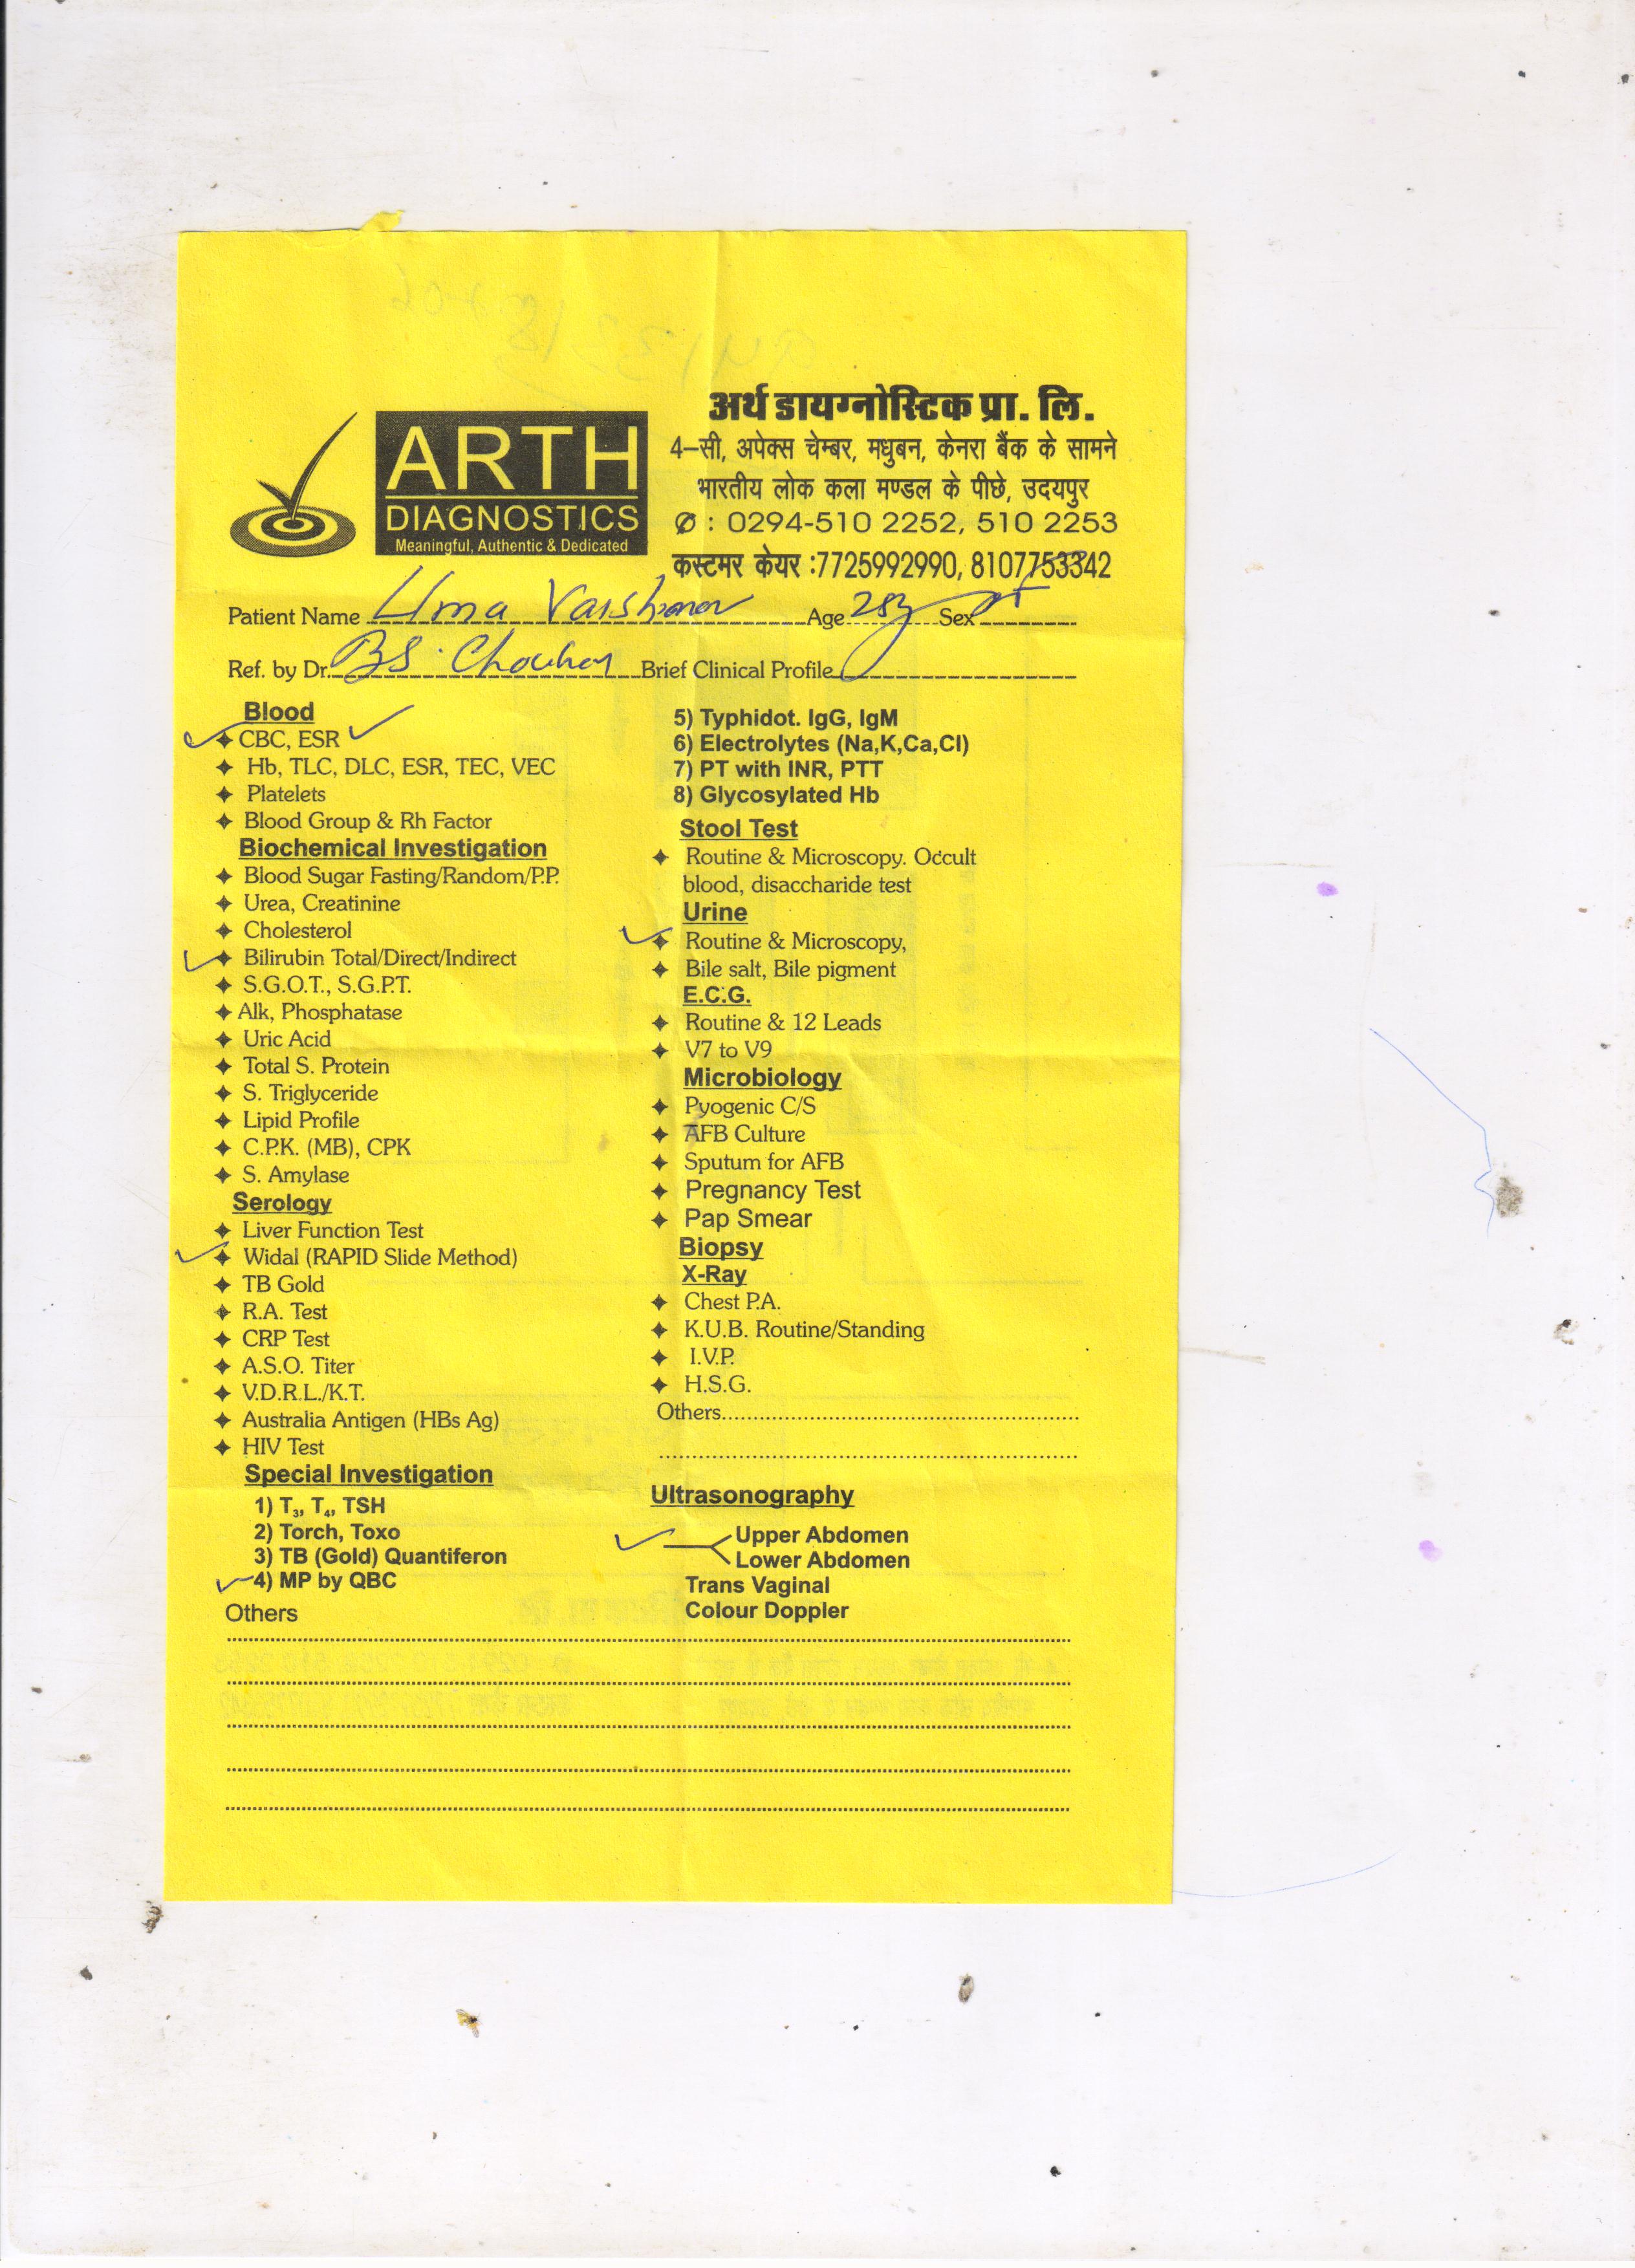 अर्थ डायग्नोस्टिक प्रा. लि.
ARTH
DIAGNOSTICS
Meaningful, Authentic & Dedicated
4–सी, अपेक्स चेम्बर, मधुबन, केनरा बैंक के सामने
भारतीय लोक कला मण्डल के पीछे, उदयपुर
✆ : 0294-510 2252, 510 2253
कस्टमर केयर :7725992990, 8107753342
Patient Name Uma Vaishnav Age 28y Sex F
Ref. by Dr. BS. Chouhan Brief Clinical Profile
Blood
CBC, ESR
Hb, TLC, DLC, ESR, TEC, VEC
Platelets
Blood Group & Rh Factor
Biochemical Investigation
Blood Sugar Fasting/Random/P.P.
Urea, Creatinine
Cholesterol
Bilirubin Total/Direct/Indirect
S.G.O.T., S.G.P.T.
Alk, Phosphatase
Uric Acid
Total S. Protein
S. Triglyceride
Lipid Profile
C.P.K. (MB), CPK
S. Amylase
Serology
Liver Function Test
Widal (RAPID Slide Method)
TB Gold
R.A. Test
CRP Test
A.S.O. Titer
V.D.R.L./K.T.
Australia Antigen (HBs Ag)
HIV Test
Special Investigation
1) T3, T4, TSH
2) Torch, Toxo
3) TB (Gold) Quantiferon
4) MP by QBC
Others
5) Typhidot. IgG, IgM
6) Electrolytes (Na,K,Ca,Cl)
7) PT with INR, PTT
8) Glycosylated Hb
Stool Test
Routine & Microscopy. Occult
blood, disaccharide test
Urine
Routine & Microscopy,
Bile salt, Bile pigment
E.C.G.
Routine & 12 Leads
V7 to V9
Microbiology
Pyogenic C/S
AFB Culture
Sputum for AFB
Pregnancy Test
Pap Smear
Biopsy
X-Ray
Chest P.A.
K.U.B. Routine/Standing
I.V.P.
H.S.G.
Others
Ultrasonography
Upper Abdomen
Lower Abdomen
Trans Vaginal
Colour Doppler